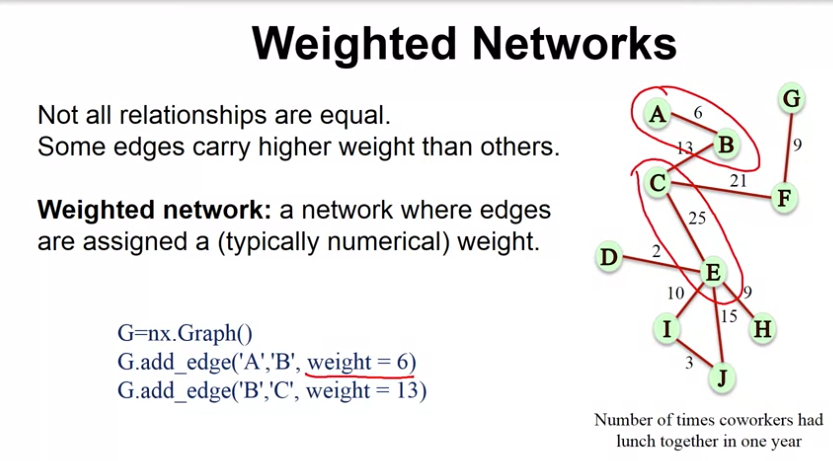 Weighted Networks
Not all relationships are equal.
Some edges carry higher weight than others.
Weighted network: a network where edges
are assigned a (typically numerical) weight.
G=nx.Graph()
G.add_edge('A','B', weight = 6)
G.add_edge('B','C', weight = 13)
G
A
6
B
9
13
C
21
F
25
D
2
E
10
9
15
I
H
3
J
Number of times coworkers had
lunch together in one year